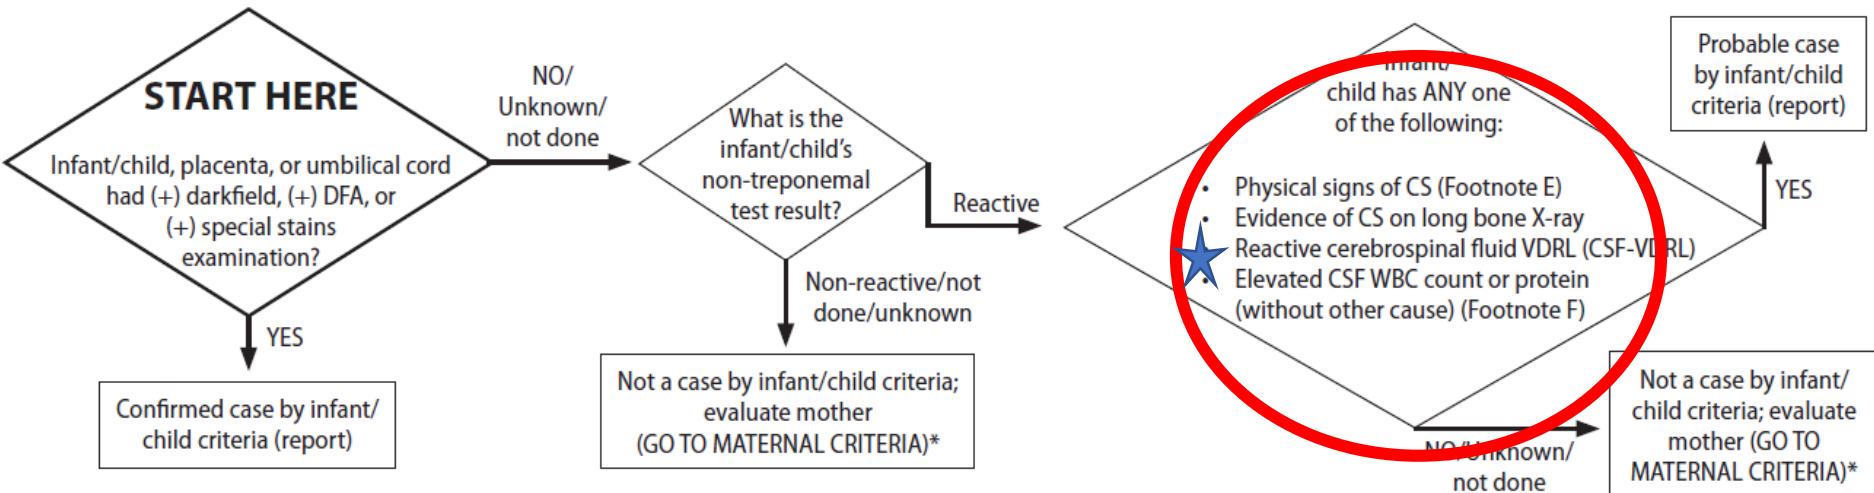 START HERE
Infant/child, placenta, or umbilical cord
had (+) darkfield, (+) DFA, or
(+) special stains
examination?
YES
Confirmed case by infant/
child criteria (report)
NO/
Unknown/
not done
What is the
infant/child's
non-treponemal
test result?
Non-reactive/not
done/unknown
Not a case by infant/child criteria;
evaluate mother
(GO TO MATERNAL CRITERIA)*
Reactive
Infant/
child has ANY one
of the following:
• Physical signs of CS (Footnote E)
• Evidence of CS on long bone X-ray
Reactive cerebrospinal fluid VDRL (CSF-VDRL)
• Elevated CSF WBC count or protein
(without other cause) (Footnote F)
YES
Probable case
by infant/child
criteria (report)
NO/Unknown/
not done
Not a case by infant/
child criteria; evaluate
mother (GO TO
MATERNAL CRITERIA)*